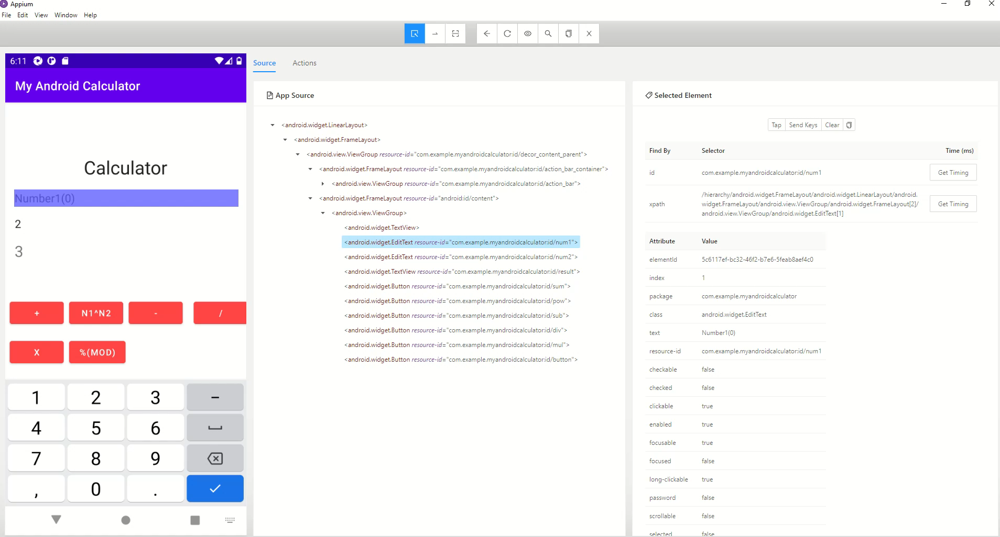 Appium
File Edit View Window Help
6:11
My Android Calculator
Calculator
Number1(0)
2
3
+ N1^N2 - /
X %(MOD)
1 2 3 -
4 5 6
7 8 9
, 0 .
Source Actions
App Source
<android.widget.LinearLayout>
<android.widget.FrameLayout>
<android.view.ViewGroup resource-id="com.example.myandroidcalculator:id/decor_content_parent">
<android.widget.FrameLayout resource-id="com.example.myandroidcalculator:id/action_bar_container">
<android.view.ViewGroup resource-id="com.example.myandroidcalculator:id/action_bar">
<android.widget.FrameLayout resource-id="android:id/content">
<android.view.ViewGroup>
<android.widget.TextView>
<android.widget.EditText resource-id="com.example.myandroidcalculator:id/num1">
<android.widget.EditText resource-id="com.example.myandroidcalculator:id/num2">
<android.widget.TextView resource-id="com.example.myandroidcalculator:id/result">
<android.widget.Button resource-id="com.example.myandroidcalculator:id/sum">
<android.widget.Button resource-id="com.example.myandroidcalculator:id/pow">
<android.widget.Button resource-id="com.example.myandroidcalculator:id/sub">
<android.widget.Button resource-id="com.example.myandroidcalculator:id/div">
<android.widget.Button resource-id="com.example.myandroidcalculator:id/mul">
<android.widget.Button resource-id="com.example.myandroidcalculator:id/button">
Selected Element
Tap Send Keys Clear
Find By Selector Time (ms)
id com.example.myandroidcalculator:id/num1 Get Timing
/hierarchy/android.widget.FrameLayout/android.widget.LinearLayout/android.
xpath widget.FrameLayout/android.view.ViewGroup/android.widget.FrameLayout[2]/ Get Timing
android.view.ViewGroup/android.widget.EditText[1]
Attribute Value
elementId 5c6117ef-bc32-46f2-b7e6-5feab8aef4c0
index 1
package com.example.myandroidcalculator
class android.widget.EditText
text Number1(0)
resource-id com.example.myandroidcalculator:id/num1
checkable false
checked false
clickable true
enabled true
focusable true
focused false
long-clickable true
password false
scrollable false
selected false